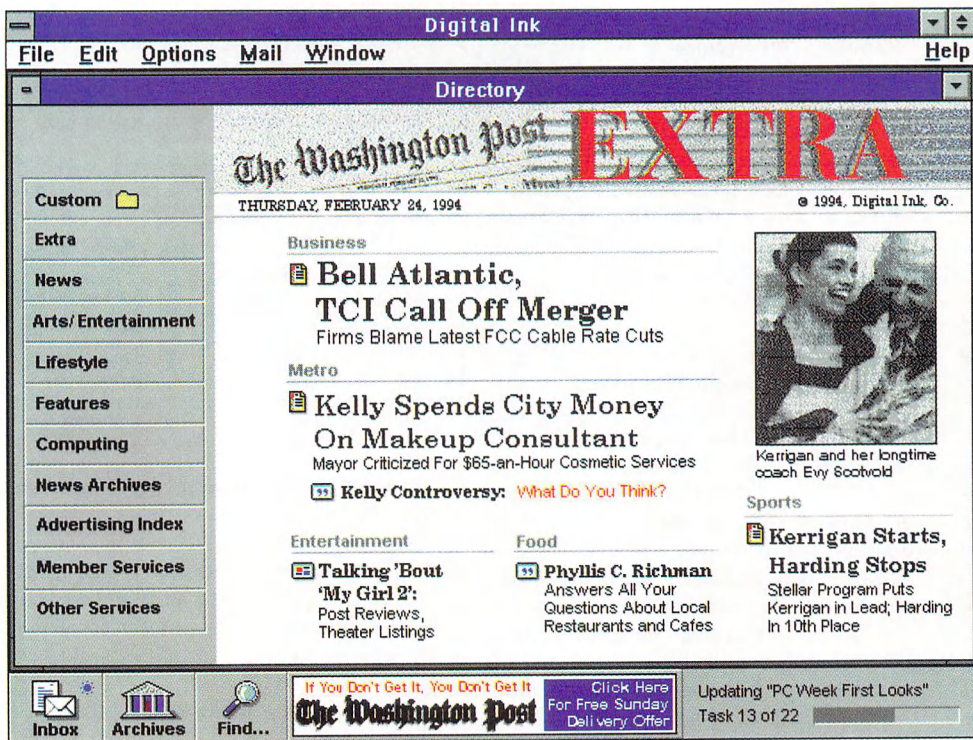 Digital Ink
File Edit Options Mail Window Help
Directory
The Washington Post EXTRA
THURSDAY, FEBRUARY 24, 1994
© 1994, Digital Ink, Co.
Custom
Extra
News
Arts/Entertainment
Lifestyle
Features
Computing
News Archives
Advertising Index
Member Services
Other Services
Business
Bell Atlantic,
TCI Call Off Merger
Firms Blame Latest FCC Cable Rate Cuts
Metro
Kelly Spends City Money
On Makeup Consultant
Mayor Criticized For $65-an-Hour Cosmetic Services
Kelly Controversy: What Do You Think?
Entertainment
Talking 'Bout
'My Girl 2':
Post Reviews,
Theater Listings
Food
Phyllis C. Richman
Answers All Your
Questions About Local
Restaurants and Cafes
Kerrigan and her longtime
coach Evy Scotvold
Sports
Kerrigan Starts,
Harding Stops
Stellar Program Puts
Kerrigan in Lead; Harding
In 10th Place
Inbox
Archives
Find...
If You Don't Get It, You Don't Get It
The Washington Post
Click Here
For Free Sunday
Delivery Offer
Updating "PC Week First Looks"
Task 13 of 22